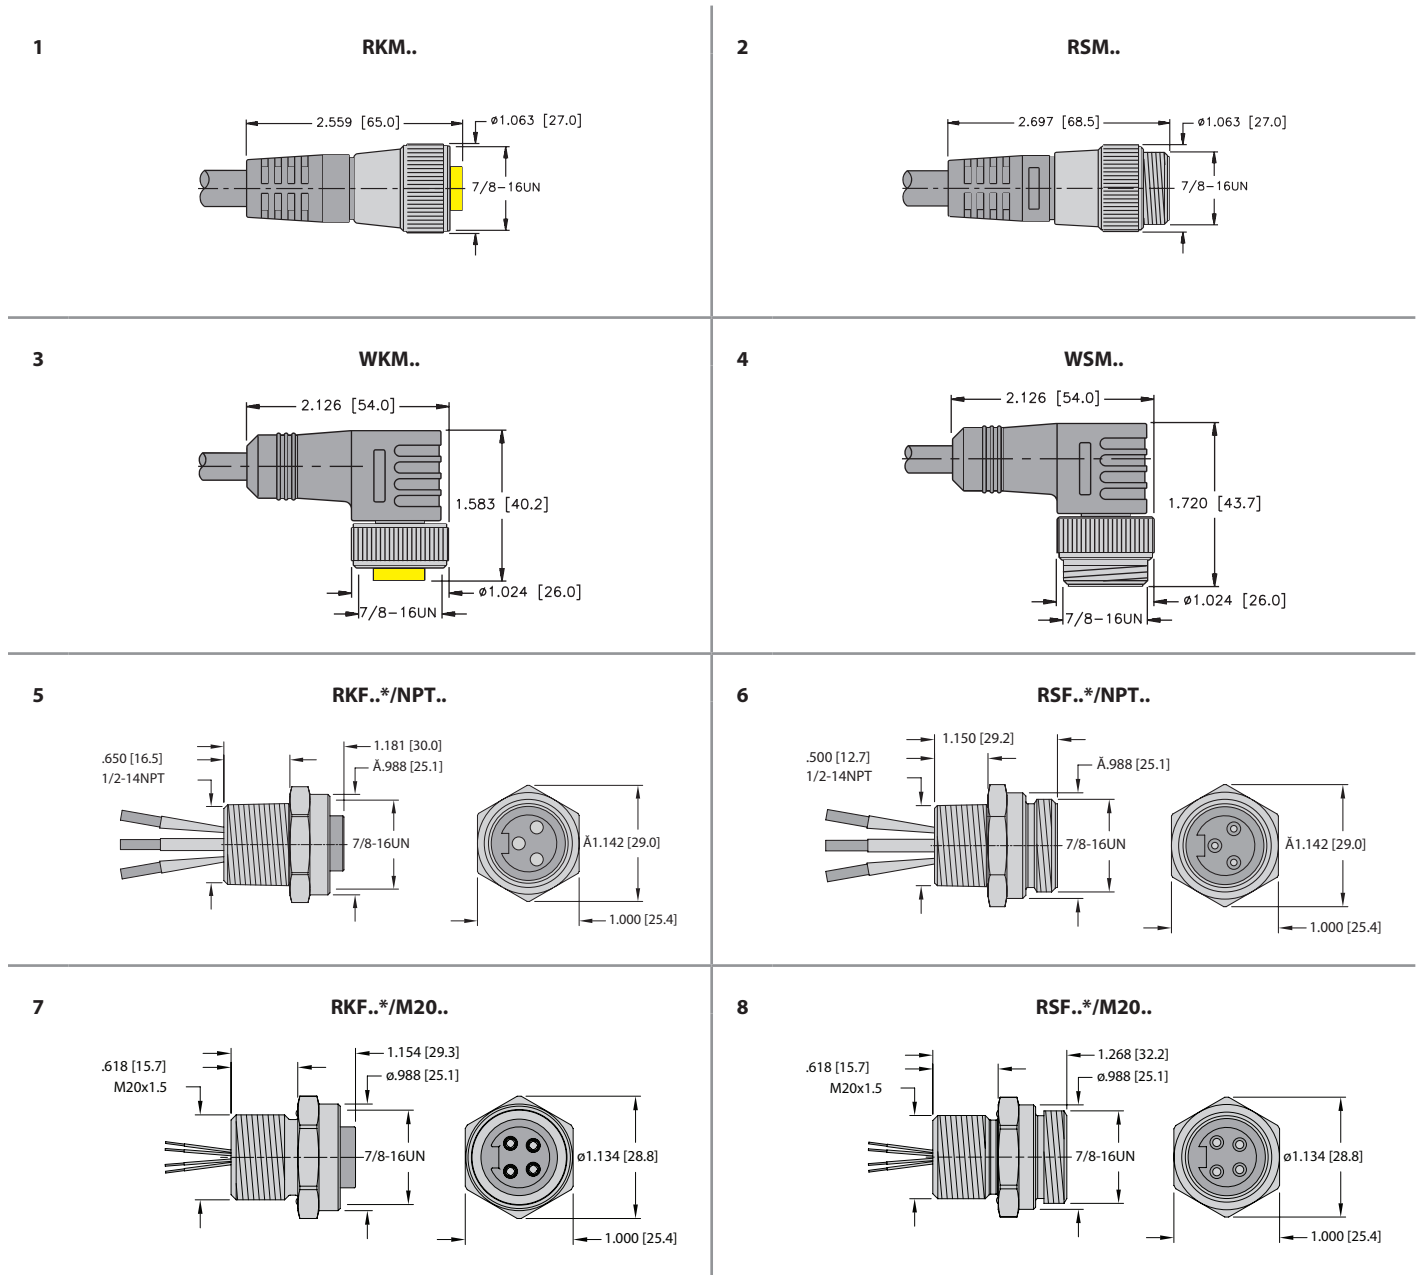 1
RKM..
2.559 [65.0]
ø1.063 [27.0]
7/8-16UN
2
RSM..
2.697 [68.5]
ø1.063 [27.0]
7/8-16UN
3
WKM..
2.126 [54.0]
1.583 [40.2]
ø1.024 [26.0]
7/8-16UN
4
WSM..
2.126 [54.0]
1.720 [43.7]
ø1.024 [26.0]
7/8-16UN
5
RKF..*/NPT..
.650 [16.5]
1/2-14NPT
1.181 [30.0]
Ă.988 [25.1]
7/8-16UN
Ă1.142 [29.0]
1.000 [25.4]
6
RSF..*/NPT..
.500 [12.7]
1/2-14NPT
1.150 [29.2]
Ă.988 [25.1]
7/8-16UN
Ă1.142 [29.0]
1.000 [25.4]
7
RKF..*/M20..
.618 [15.7]
M20x1.5
1.154 [29.3]
ø.988 [25.1]
7/8-16UN
ø1.134 [28.8]
1.000 [25.4]
8
RSF..*/M20..
.618 [15.7]
M20x1.5
1.268 [32.2]
ø.988 [25.1]
7/8-16UN
ø1.134 [28.8]
1.000 [25.4]